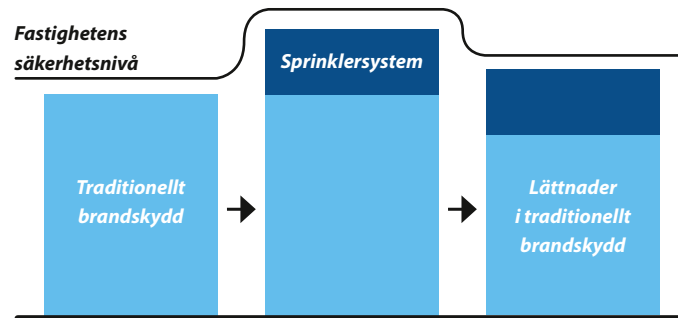 Fastighetens
säkerhetsnivå
Sprinklersystem
Traditionellt
brandskydd
Lättnader
i traditionellt
brandskydd